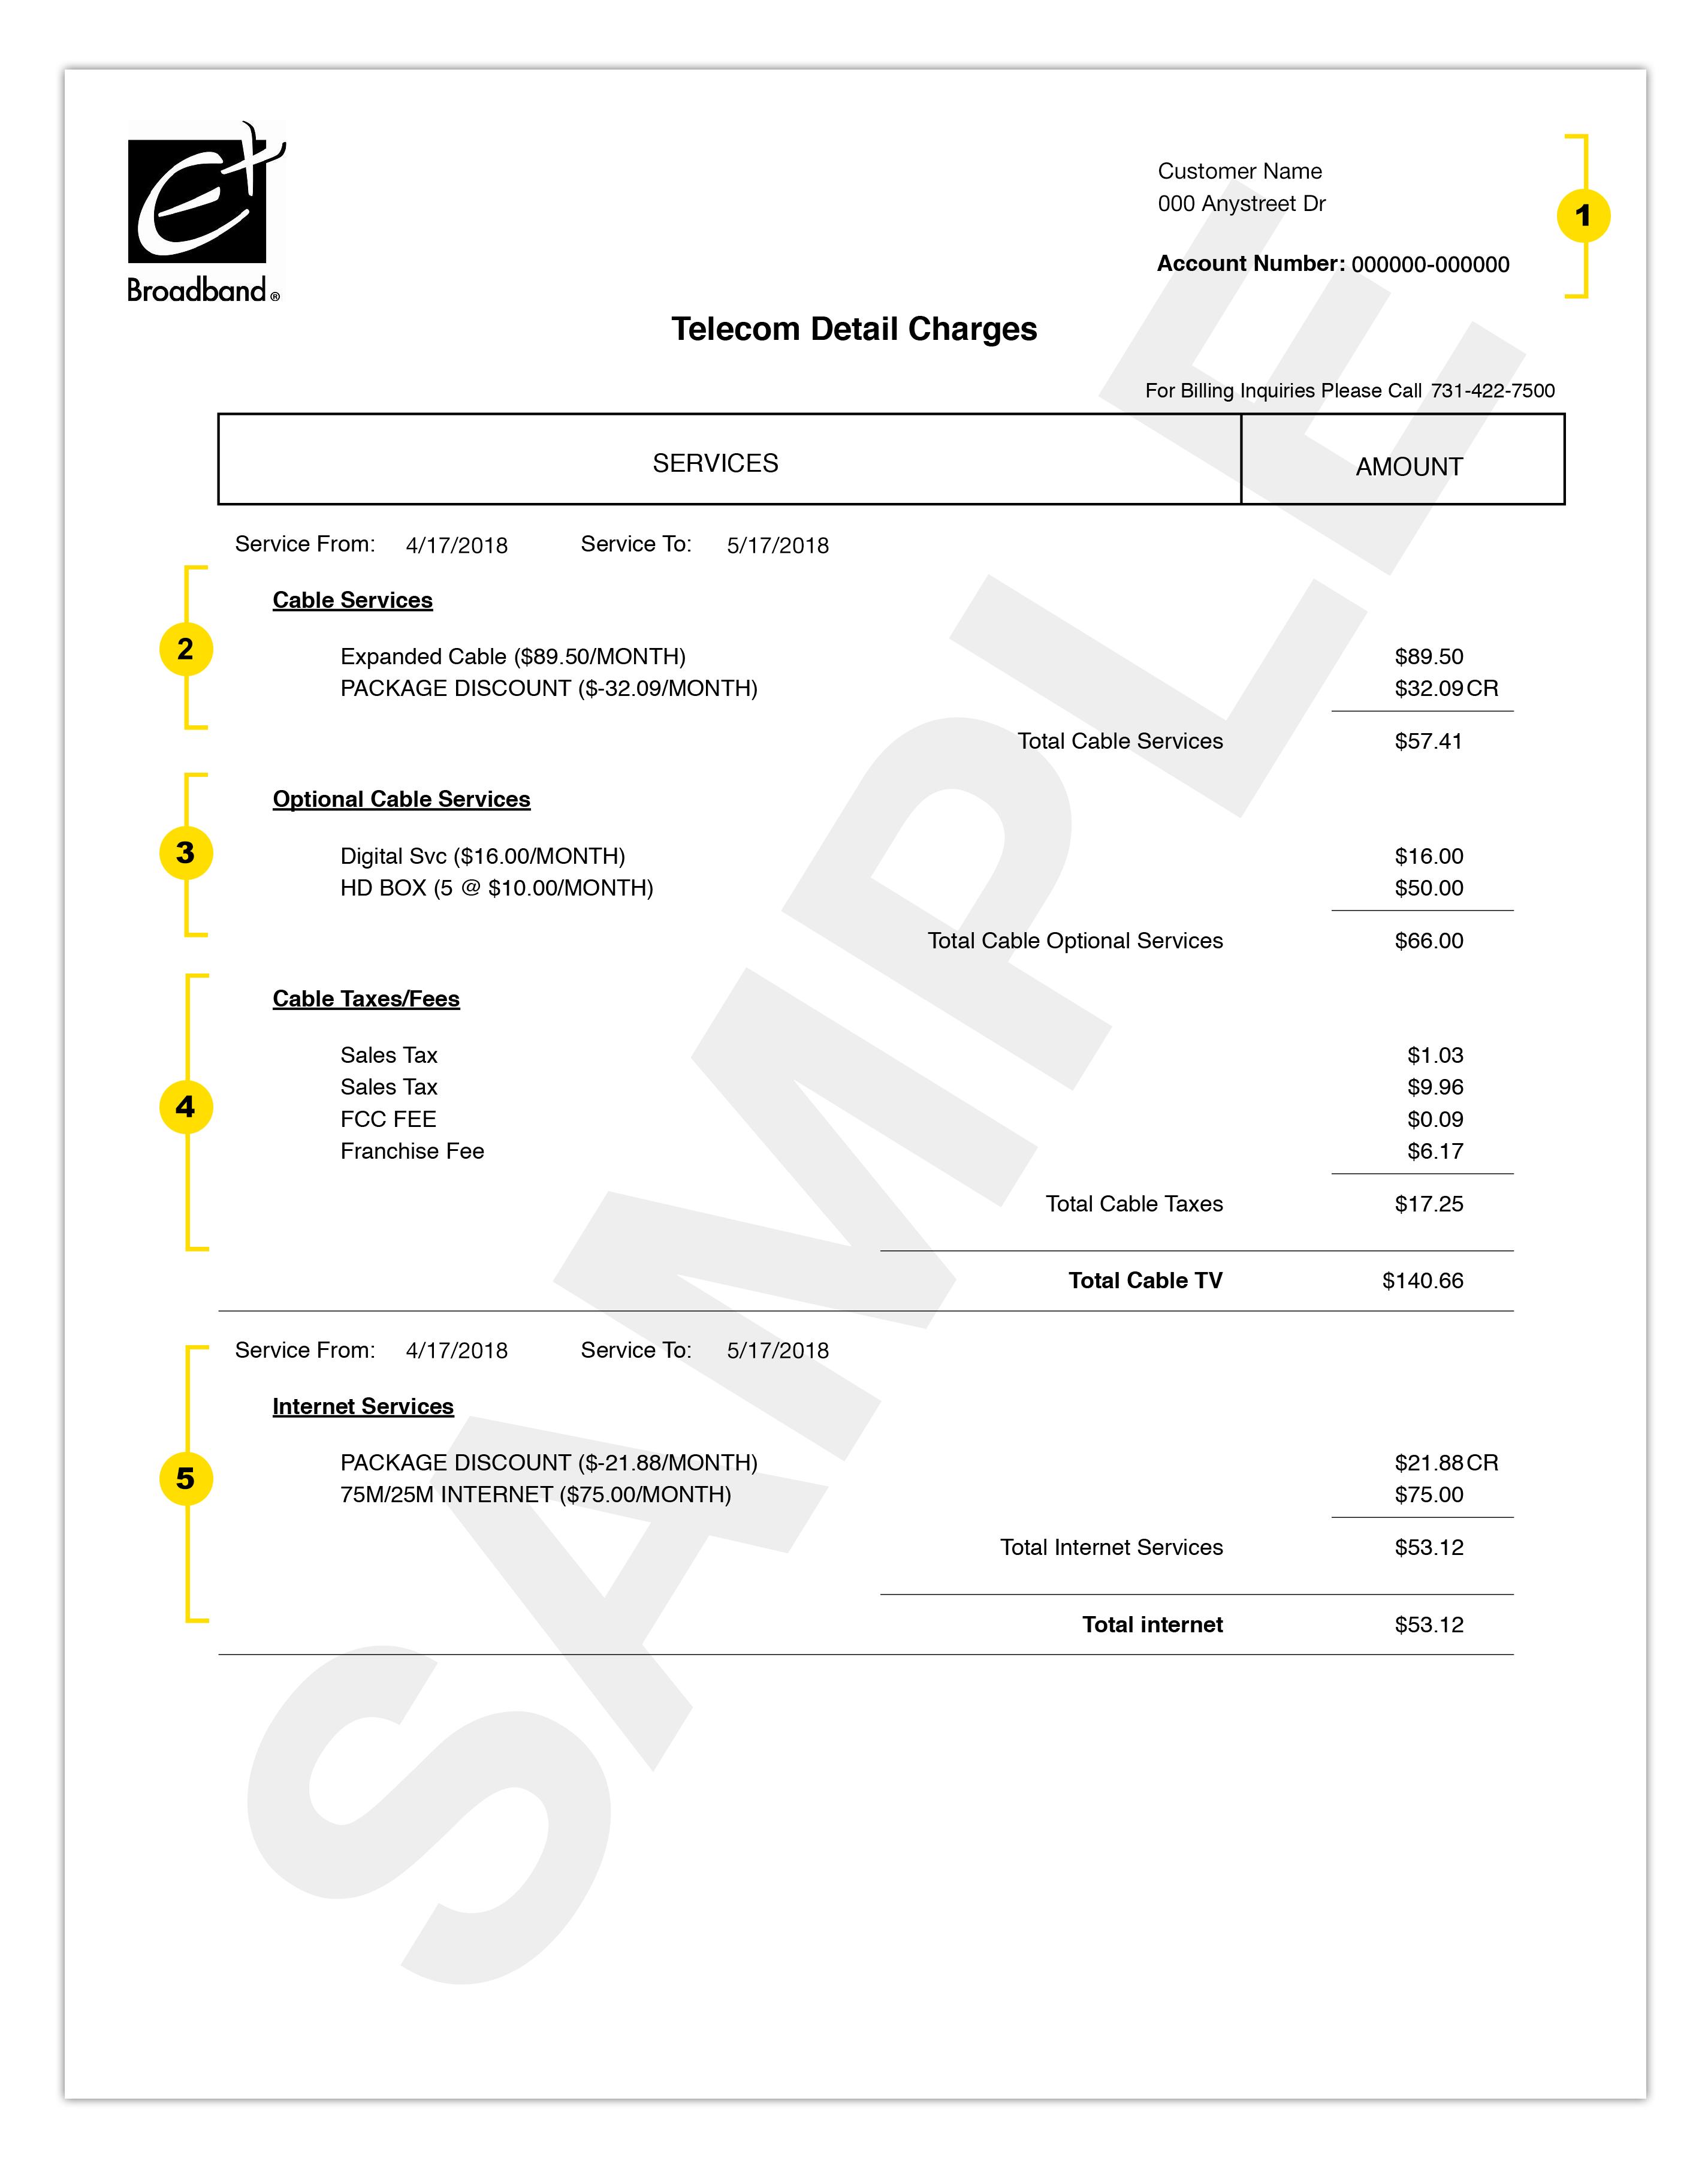 e+
Broadband®
Customer Name
000 Anystreet Dr
Account Number: 000000-000000
1
Telecom Detail Charges
For Billing Inquiries Please Call 731-422-7500
SERVICES AMOUNT
Service From: 4/17/2018 Service To: 5/17/2018
Cable Services
2
Expanded Cable ($89.50/MONTH) $89.50
PACKAGE DISCOUNT ($-32.09/MONTH) $32.09CR
Total Cable Services $57.41
Optional Cable Services
3
Digital Svc ($16.00/MONTH) $16.00
HD BOX (5 @ $10.00/MONTH) $50.00
Total Cable Optional Services $66.00
Cable Taxes/Fees
4
Sales Tax $1.03
Sales Tax $9.96
FCC FEE $0.09
Franchise Fee $6.17
Total Cable Taxes $17.25
Total Cable TV $140.66
Service From: 4/17/2018 Service To: 5/17/2018
Internet Services
5
PACKAGE DISCOUNT ($-21.88/MONTH) $21.88CR
75M/25M INTERNET ($75.00/MONTH) $75.00
Total Internet Services $53.12
Total internet $53.12
SAMPLE